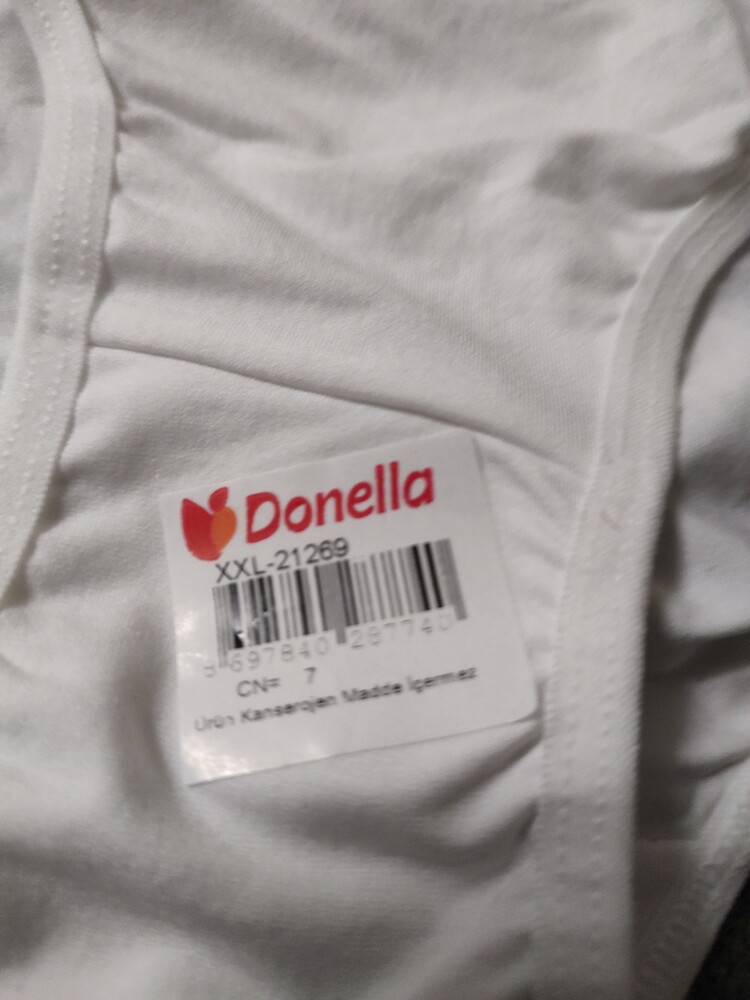 Donella
XXL-21269
8 697840 287740
CN= 7
Ürün Kanserojen Madde İçermez